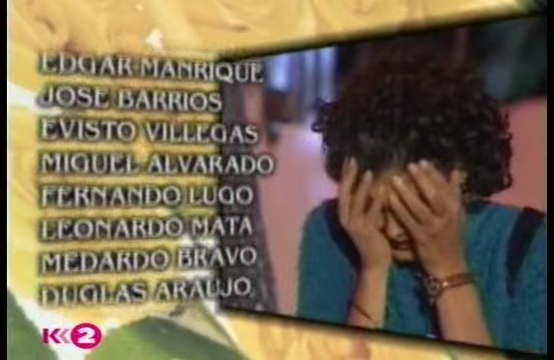 EDGAR MANRIQUE
JOSE BARRIOS
EVISTO VILLEGAS
MIGUEL ALVARADO
FERNANDO LUGO
LEONARDO MATA
MEDARDO BRAVO
DUGLAS ARAUJO
K2